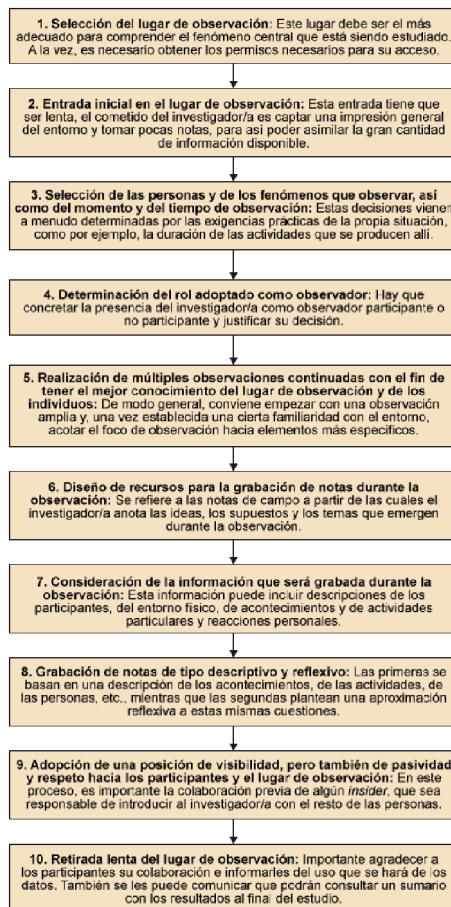 1. Selección del lugar de observación: Este lugar debe ser el más
adecuado para comprender el fenómeno central que está siendo estudiado.
A la vez, es necesario obtener los permisos necesarios para su acceso.
2. Entrada inicial en el lugar de observación: Esta entrada tiene que
ser lenta, el cometido del investigador/a es captar una impresión general
del entorno y tomar pocas notas, para así poder asimilar la gran cantidad
de información disponible.
3. Selección de las personas y de los fenómenos que observar, así
como del momento y del tiempo de observación: Estas decisiones vienen
a menudo determinadas por las exigencias prácticas de la propia situación,
como por ejemplo, la duración de las actividades que se producen allí.
4. Determinación del rol adoptado como observador: Hay que
concretar la presencia del investigador/a como observador participante o
no participante y justificar su decisión.
5. Realización de múltiples observaciones continuadas con el fin de
tener el mejor conocimiento del lugar de observación y de los
individuos: De modo general, conviene empezar con una observación
amplia y, una vez establecida una cierta familiaridad con el entorno,
acotar el foco de observación hacia elementos más específicos.
6. Diseño de recursos para la grabación de notas durante la
observación: Se refiere a las notas de campo a partir de las cuales el
investigador/a anota las ideas, los supuestos y los temas que emergen
durante la observación.
7. Consideración de la información que será grabada durante la
observación: Esta información puede incluir descripciones de los
participantes, del entorno físico, de acontecimientos y de actividades
particulares y reacciones personales.
8. Grabación de notas de tipo descriptivo y reflexivo: Las primeras se
basan en una descripción de los acontecimientos, de las actividades, de
las personas, etc., mientras que las segundas plantean una aproximación
reflexiva a estas mismas cuestiones.
9. Adopción de una posición de visibilidad, pero también de pasividad
y respeto hacia los participantes y el lugar de observación: En este
proceso, es importante la colaboración previa de algún insider, que sea
responsable de introducir al investigador/a con el resto de las personas.
10. Retirada lenta del lugar de observación: Importante agradecer a
los participantes su colaboración e informarles del uso que se hará de
los datos. También se les puede comunicar que podrán consultar un sumario
con los resultados al final del estudio.